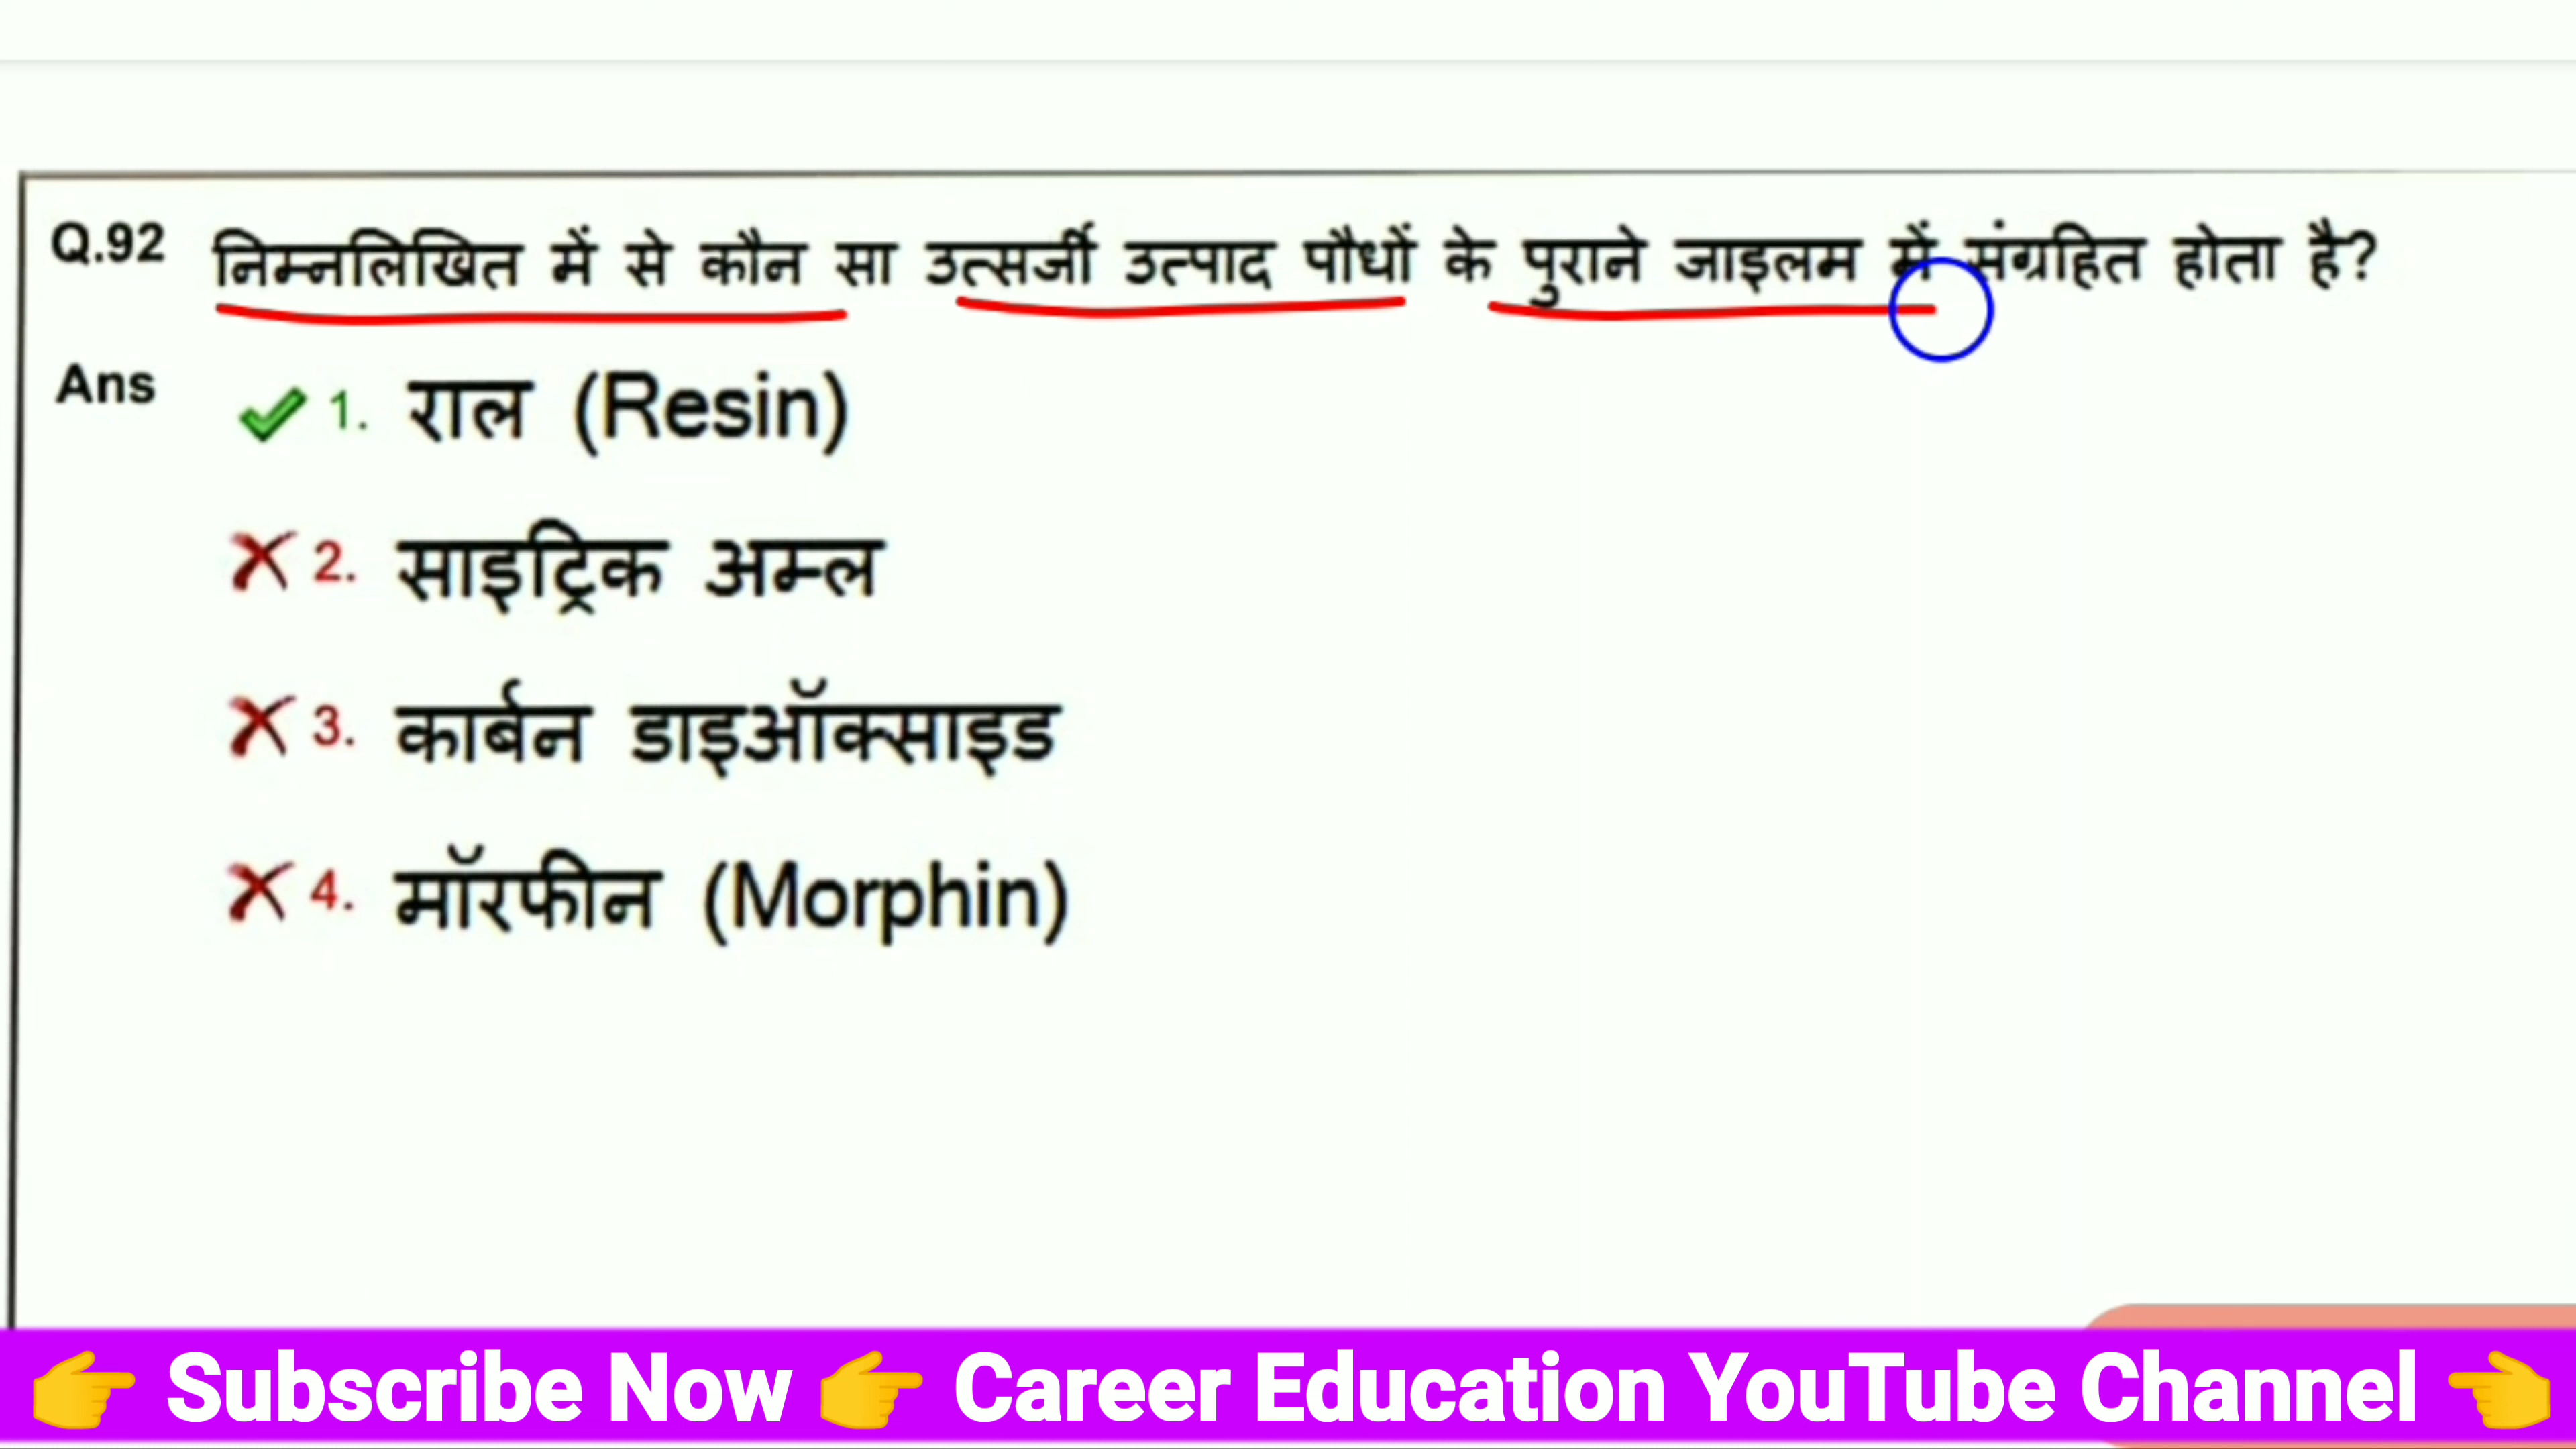 Q.92 निम्नलिखित में से कौन सा उत्सर्जी उत्पाद पौधों के पुराने जाइलम में संग्रहित होता है?
Ans 1. राल (Resin)
2. साइट्रिक अम्ल
3. कार्बन डाइऑक्साइड
4. मॉरफीन (Morphin)
👉 Subscribe Now 👉 Career Education YouTube Channel 👈